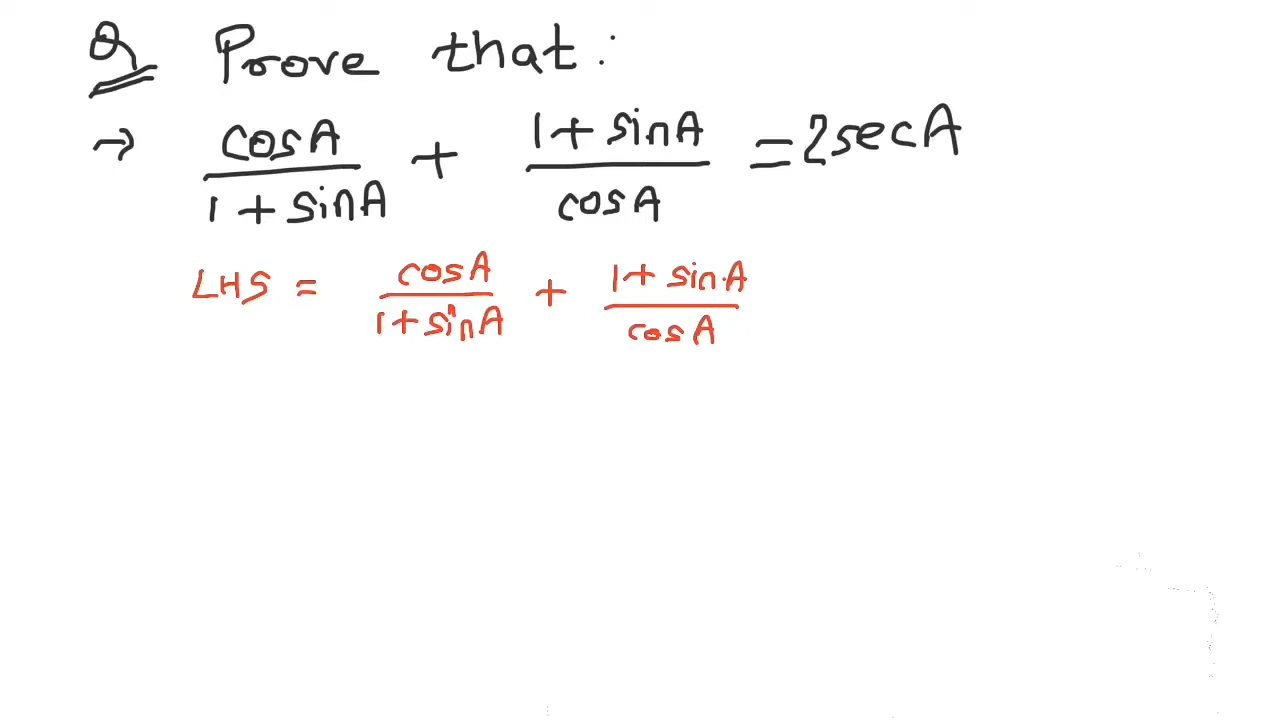 Q Prove that :
→ cosA / 1 + sinA + 1 + sinA / cosA = 2secA
LHS = cosA / 1 + sinA + 1 + sinA / cosA